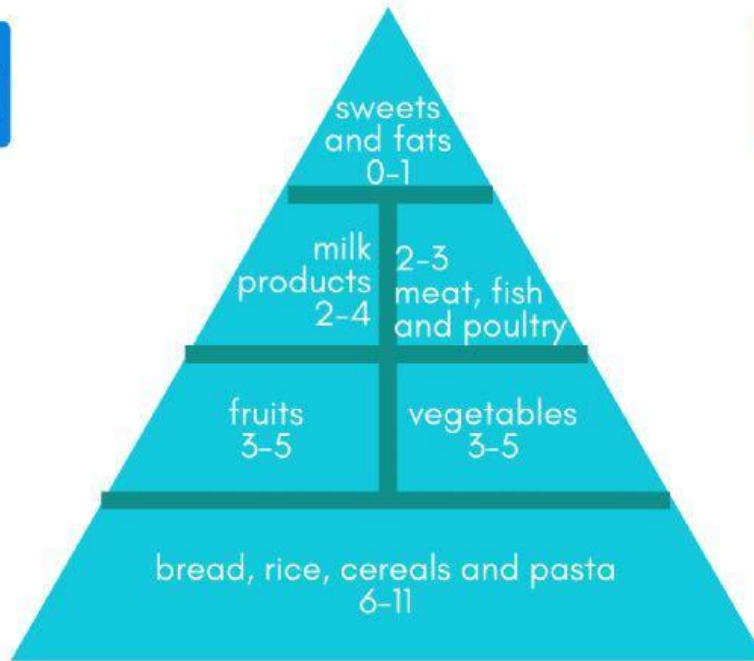 sweets
and fats
0-1
milk
products
2-4
2-3
meat, fish
and poultry
fruits
3-5
vegetables
3-5
bread, rice, cereals and pasta
6-11